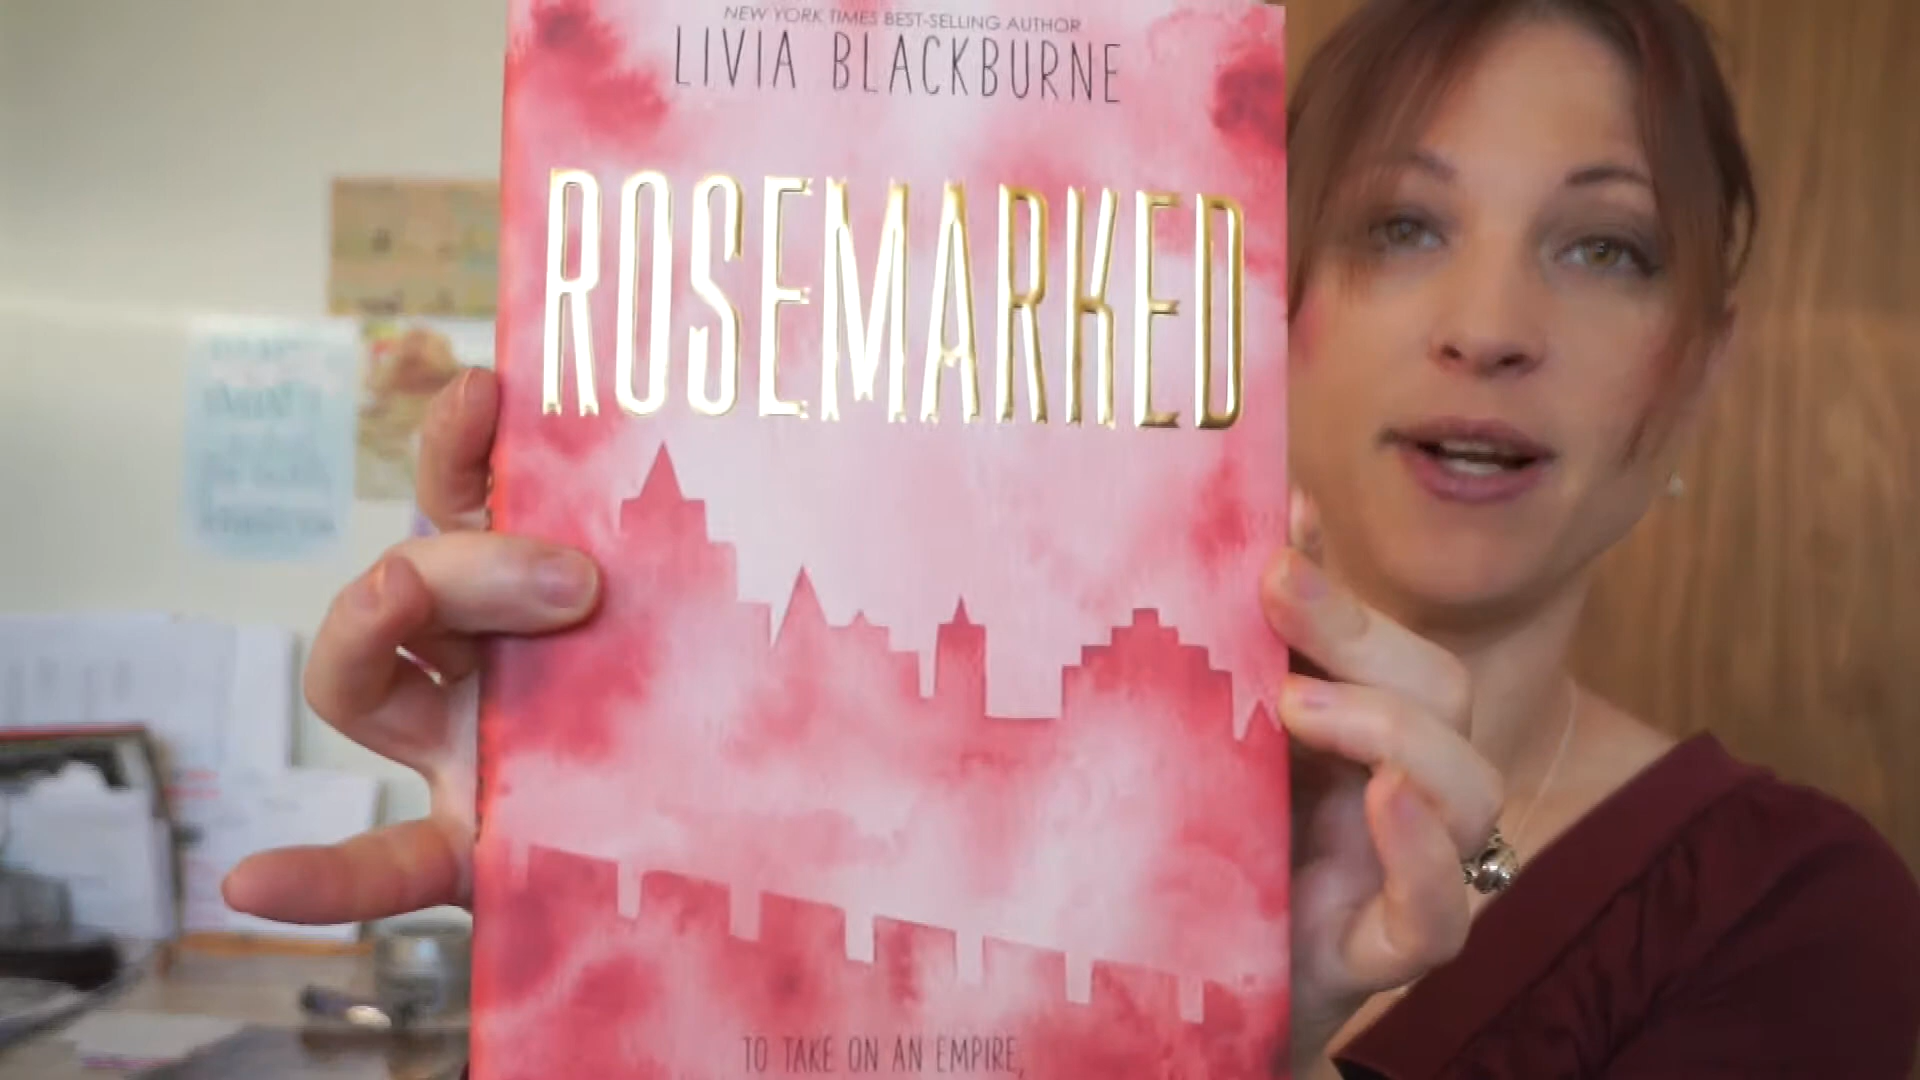 NEW YORK TIMES BEST-SELLING AUTHOR
LIVIA BLACKBURNE
ROSEMARKED
TO TAKE ON AN EMPIRE,